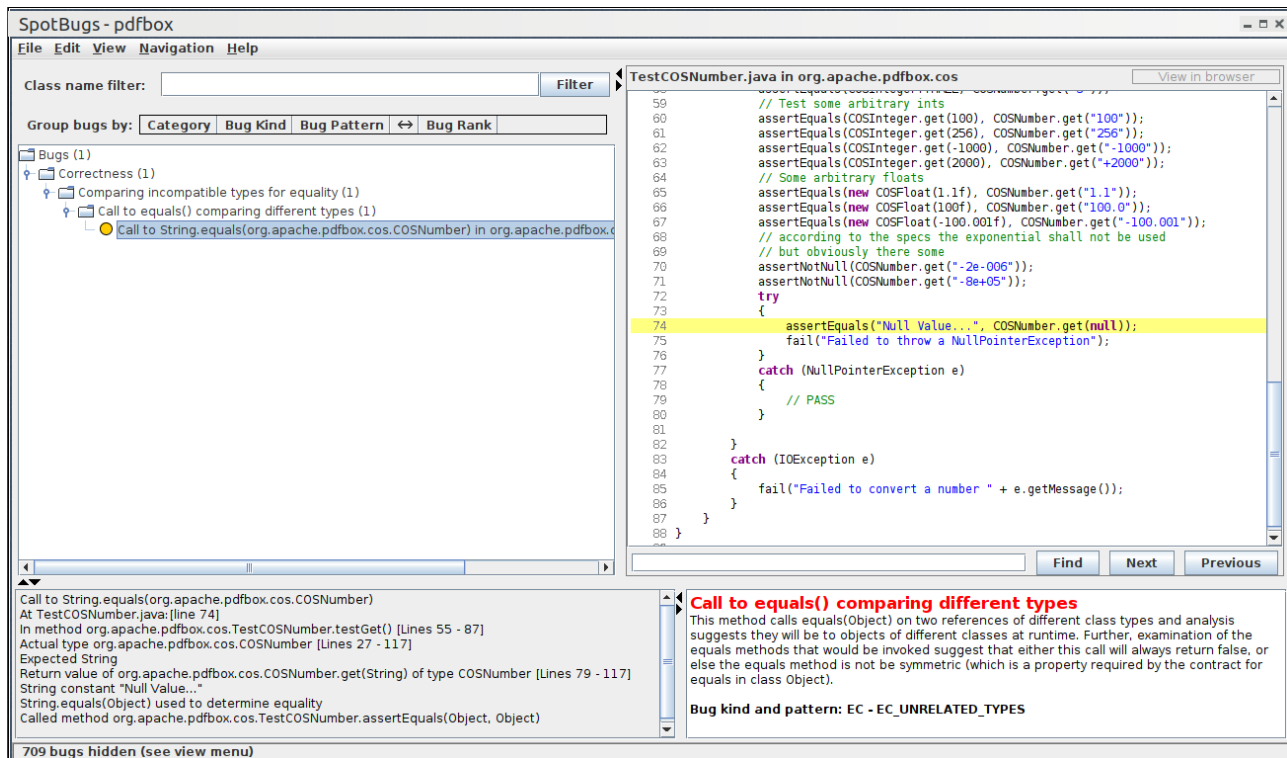 SpotBugs - pdfbox
File Edit View Navigation Help
Class name filter:
Filter
Group bugs by: Category Bug Kind Bug Pattern ↔ Bug Rank
Bugs (1)
Correctness (1)
Comparing incompatible types for equality (1)
Call to equals() comparing different types (1)
Call to String.equals(org.apache.pdfbox.cos.COSNumber) in org.apache.pdfbox.c
TestCOSNumber.java in org.apache.pdfbox.cos
View in browser
59 // Test some arbitrary ints
60 assertEquals(COSInteger.get(100), COSNumber.get("100"));
61 assertEquals(COSInteger.get(256), COSNumber.get("256"));
62 assertEquals(COSInteger.get(-1000), COSNumber.get("-1000"));
63 assertEquals(COSInteger.get(2000), COSNumber.get("+2000"));
64 // Some arbitrary floats
65 assertEquals(new COSFloat(1.1f), COSNumber.get("1.1"));
66 assertEquals(new COSFloat(100f), COSNumber.get("100.0"));
67 assertEquals(new COSFloat(-100.001f), COSNumber.get("-100.001"));
68 // according to the specs the exponential shall not be used
69 // but obviously there some
70 assertNotNull(COSNumber.get("-2e-006"));
71 assertNotNull(COSNumber.get("-8e+05"));
72 try
73 {
74 assertEquals("Null Value...", COSNumber.get(null));
75 fail("Failed to throw a NullPointerException");
76 }
77 catch (NullPointerException e)
78 {
79 // PASS
80 }
81
82 }
83 catch (IOException e)
84 {
85 fail("Failed to convert a number " + e.getMessage());
86 }
87 }
88 }
Find Next Previous
Call to String.equals(org.apache.pdfbox.cos.COSNumber)
At TestCOSNumber.java:[line 74]
In method org.apache.pdfbox.cos.TestCOSNumber.testGet() [Lines 55 - 87]
Actual type org.apache.pdfbox.cos.COSNumber [Lines 27 - 117]
Expected String
Return value of org.apache.pdfbox.cos.COSNumber.get(String) of type COSNumber [Lines 79 - 117]
String constant "Null Value..."
String.equals(Object) used to determine equality
Called method org.apache.pdfbox.cos.TestCOSNumber.assertEquals(Object, Object)
Call to equals() comparing different types
This method calls equals(Object) on two references of different class types and analysis
suggests they will be to objects of different classes at runtime. Further, examination of the
equals methods that would be invoked suggest that either this call will always return false, or
else the equals method is not be symmetric (which is a property required by the contract for
equals in class Object).
Bug kind and pattern: EC - EC_UNRELATED_TYPES
709 bugs hidden (see view menu)